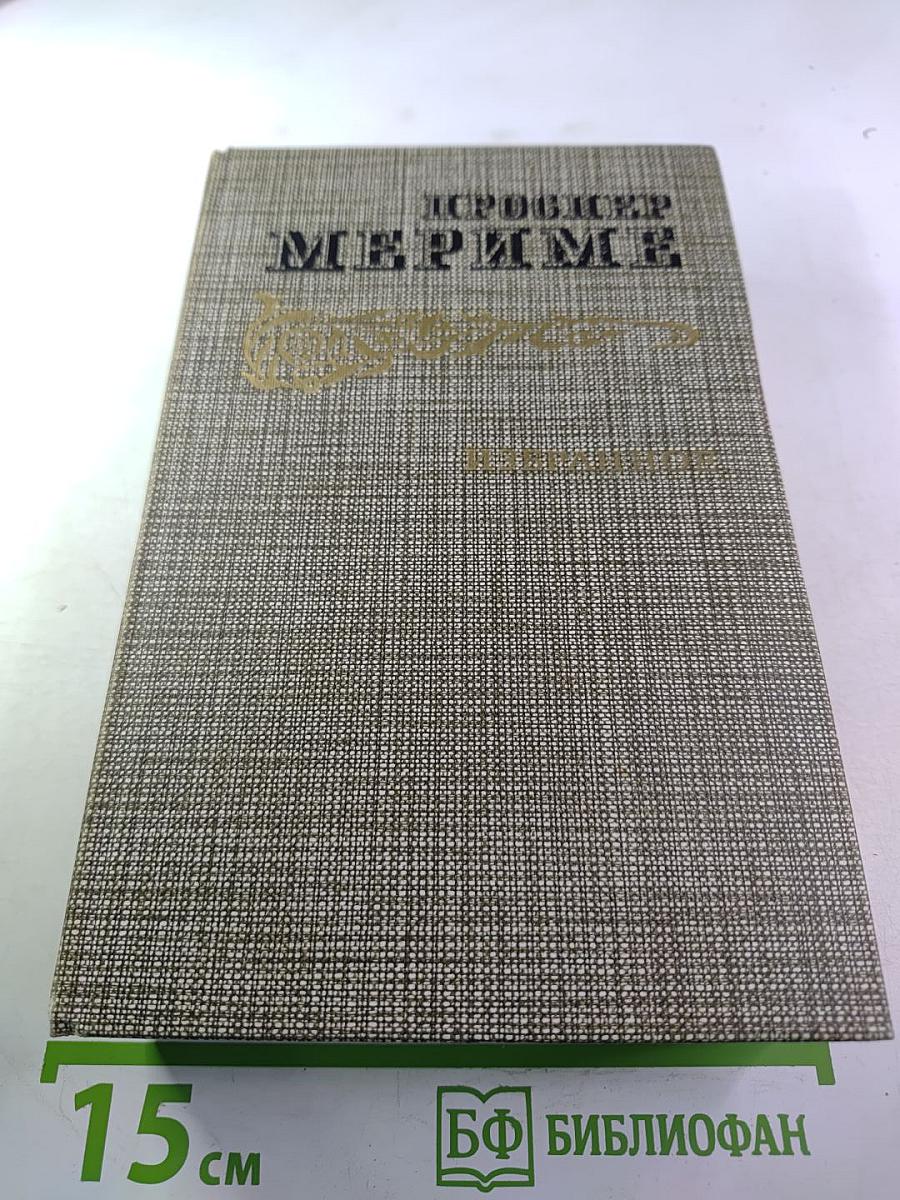 ПРОСПЕР
МЕРИМЕ
ИЗБРАННОЕ
15 см
БФ БИБЛИОФАН